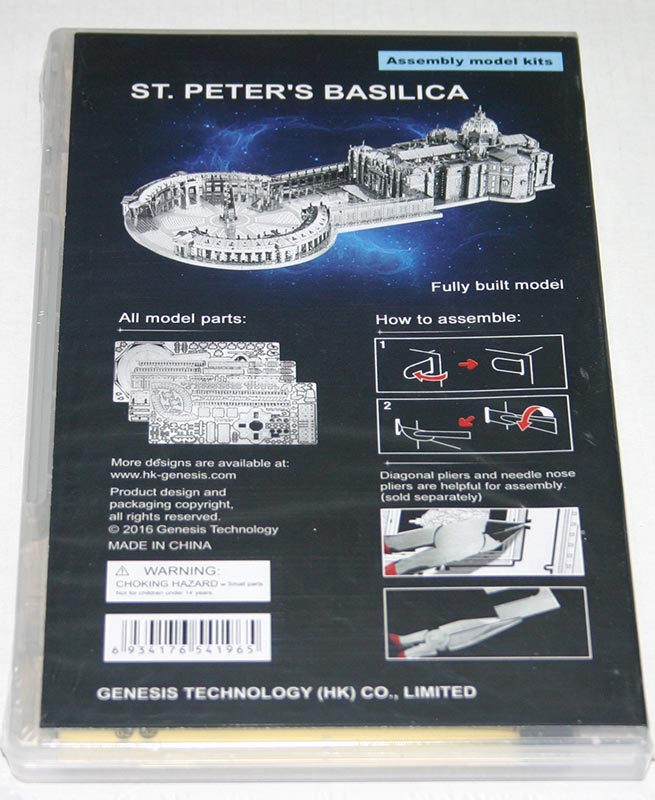 Assembly model kits
ST. PETER'S BASILICA
Fully built model
All model parts:
More designs are available at:
www.hk-genesis.com
Product design and
packaging copyright,
all rights reserved.
© 2016 Genesis Technology
MADE IN CHINA
WARNING:
CHOKING HAZARD – Small parts
Not for children under 14 years
6 934176 541965
How to assemble:
1
2
Diagonal pliers and needle nose
pliers are helpful for assembly.
(sold separately)
GENESIS TECHNOLOGY (HK) CO., LIMITED